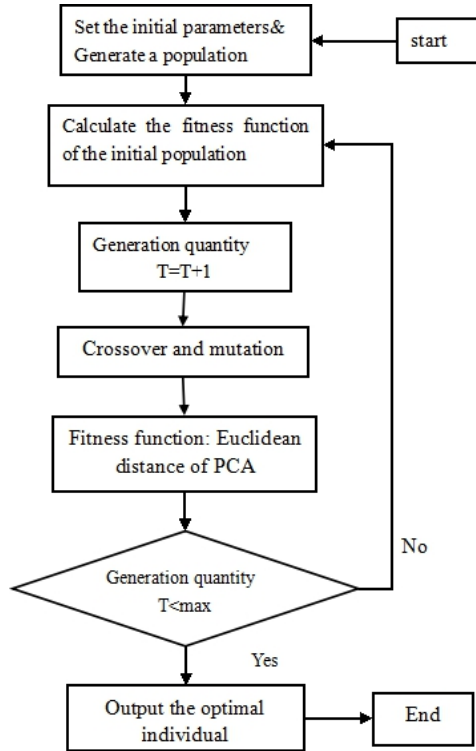 Set the initial parameters&
Generate a population
start
Calculate the fitness function
of the initial population
Generation quantity
T=T+1
Crossover and mutation
Fitness function: Euclidean
distance of PCA
No
Generation quantity
T<max
Yes
Output the optimal
individual
End